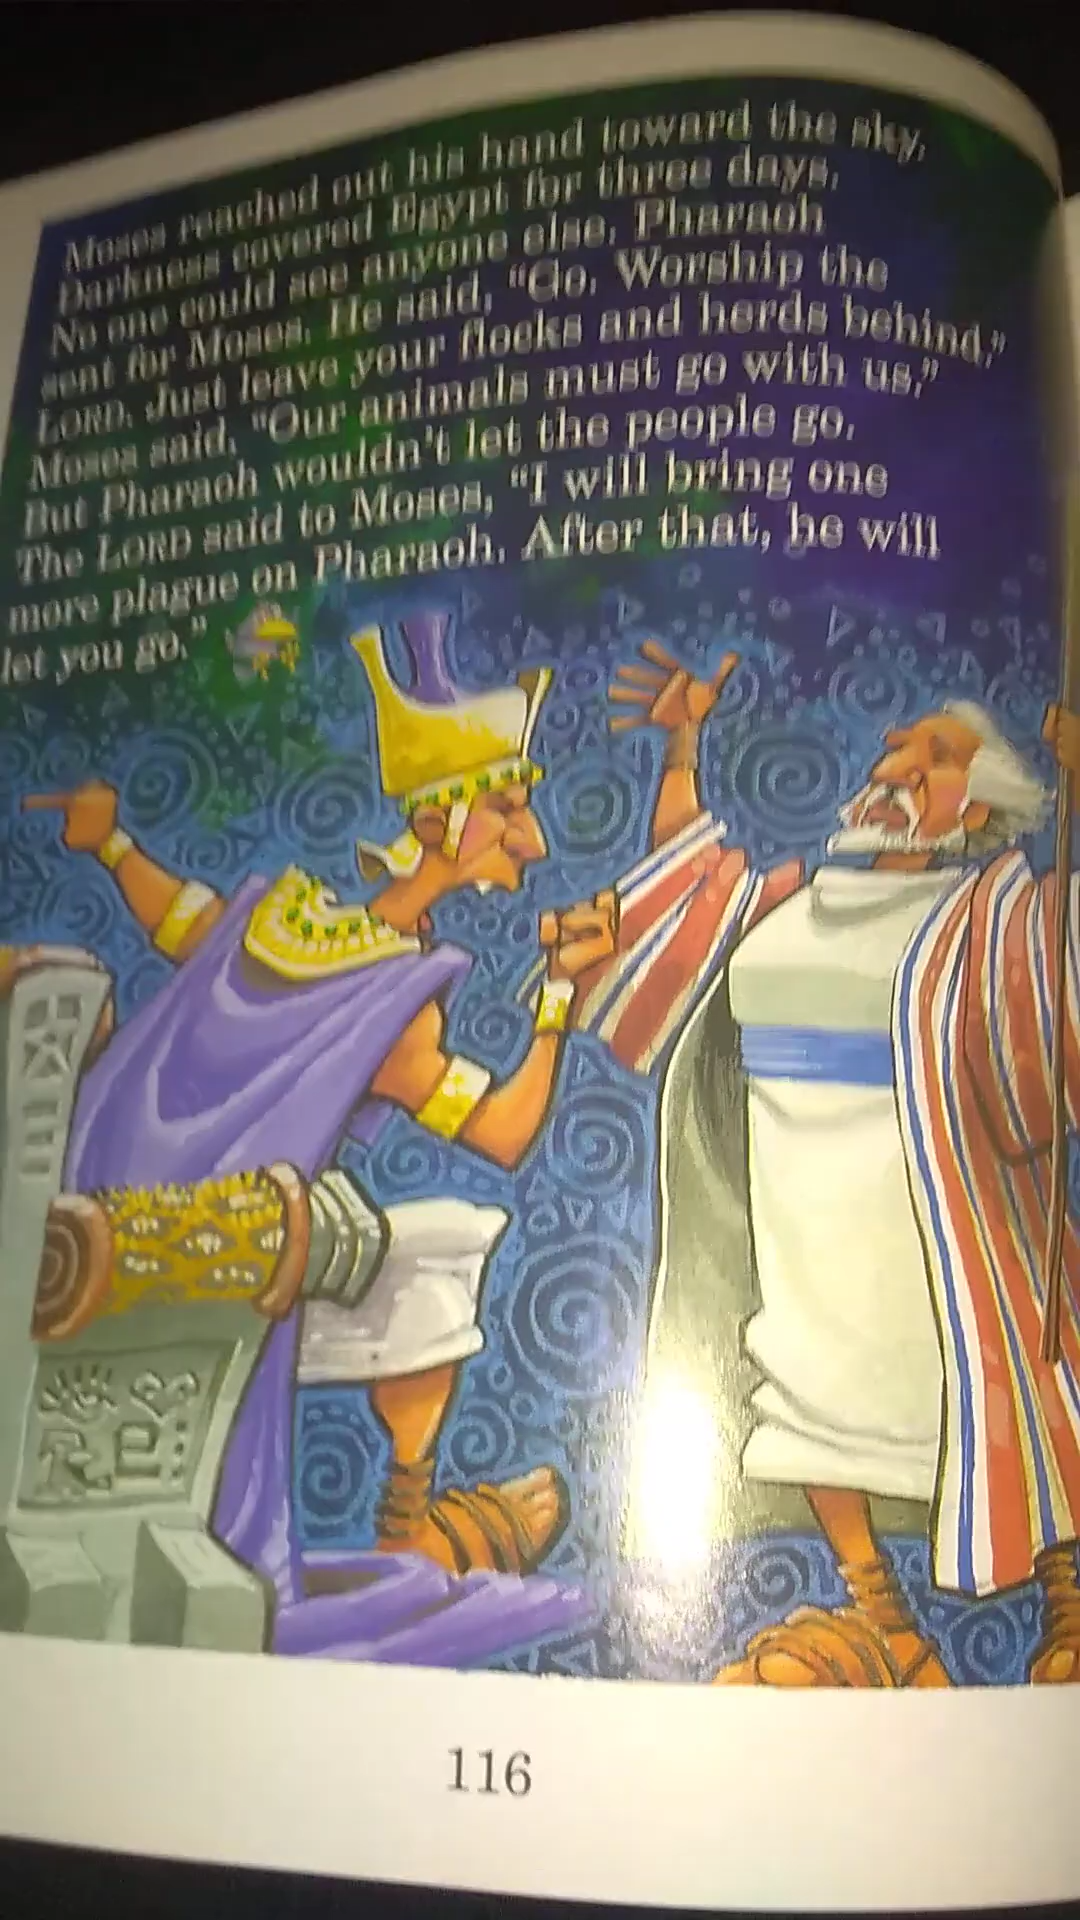 Moses reached out his hand toward the sky.
Darkness covered Egypt for three days.
No one could see anyone else. Pharaoh
sent for Moses. He said, “Go. Worship the
LORD. Just leave your flocks and herds behind.”
Moses said, “Our animals must go with us.”
But Pharaoh wouldn’t let the people go.
The LORD said to Moses, “I will bring one
more plague on Pharaoh. After that, he will
let you go.”
116